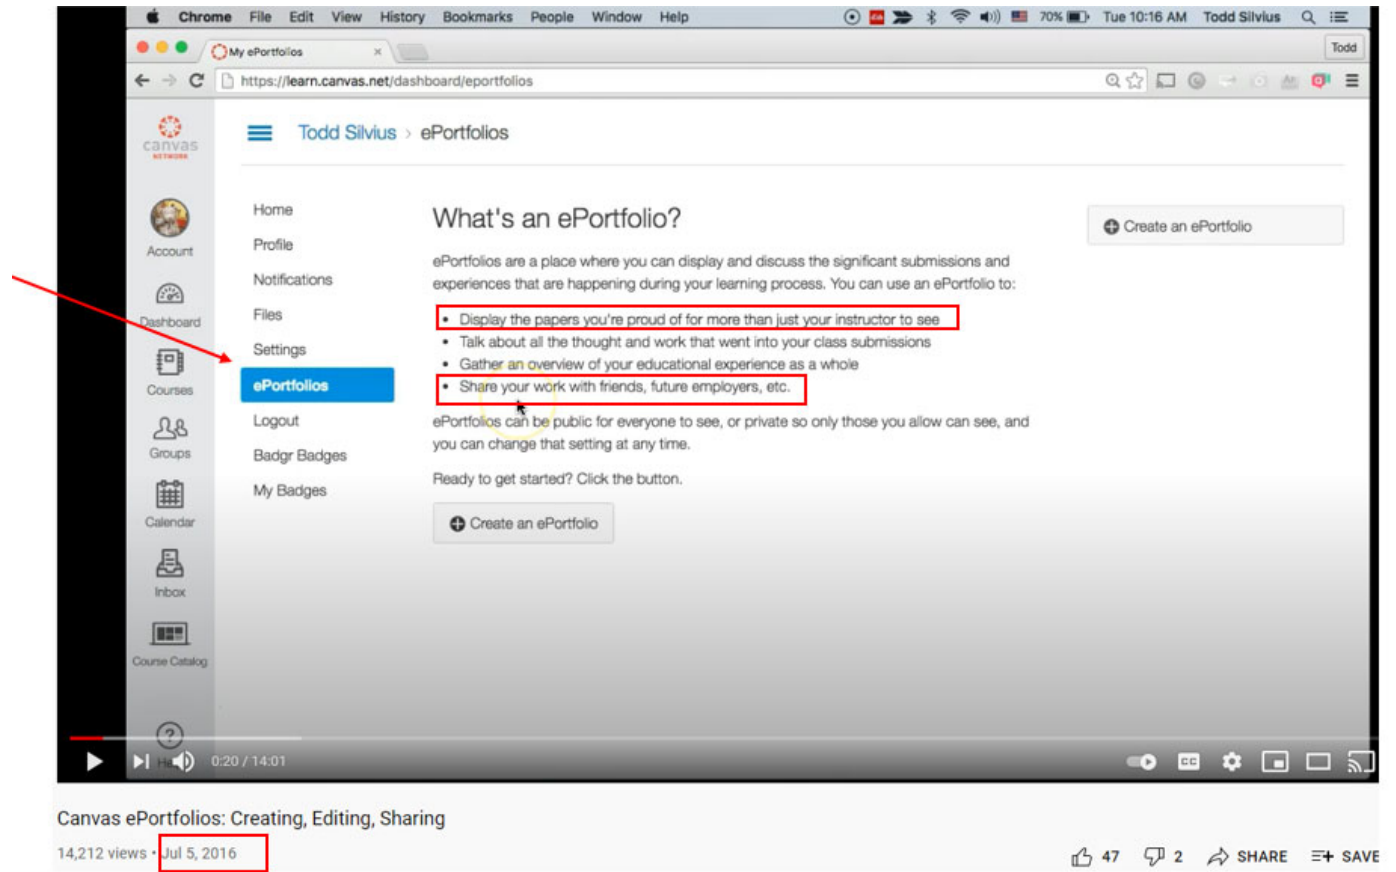 Chrome File Edit View History Bookmarks People Window Help 70% Tue 10:16 AM Todd Silvius
My ePortfolios Todd
https://learn.canvas.net/dashboard/eportfolios
canvas
NETWORK
Todd Silvius > ePortfolios
Account
Dashboard
Courses
Groups
Calendar
Inbox
Course Catalog
Home
Profile
Notifications
Files
Settings
ePortfolios
Logout
Badgr Badges
My Badges
What's an ePortfolio?
ePortfolios are a place where you can display and discuss the significant submissions and
experiences that are happening during your learning process. You can use an ePortfolio to:
• Display the papers you're proud of for more than just your instructor to see
• Talk about all the thought and work that went into your class submissions
• Gather an overview of your educational experience as a whole
• Share your work with friends, future employers, etc.
ePortfolios can be public for everyone to see, or private so only those you allow can see, and
you can change that setting at any time.
Ready to get started? Click the button.
Create an ePortfolio
Create an ePortfolio
0:20 / 14:01 CC
Canvas ePortfolios: Creating, Editing, Sharing
14,212 views • Jul 5, 2016 47 2 SHARE SAVE